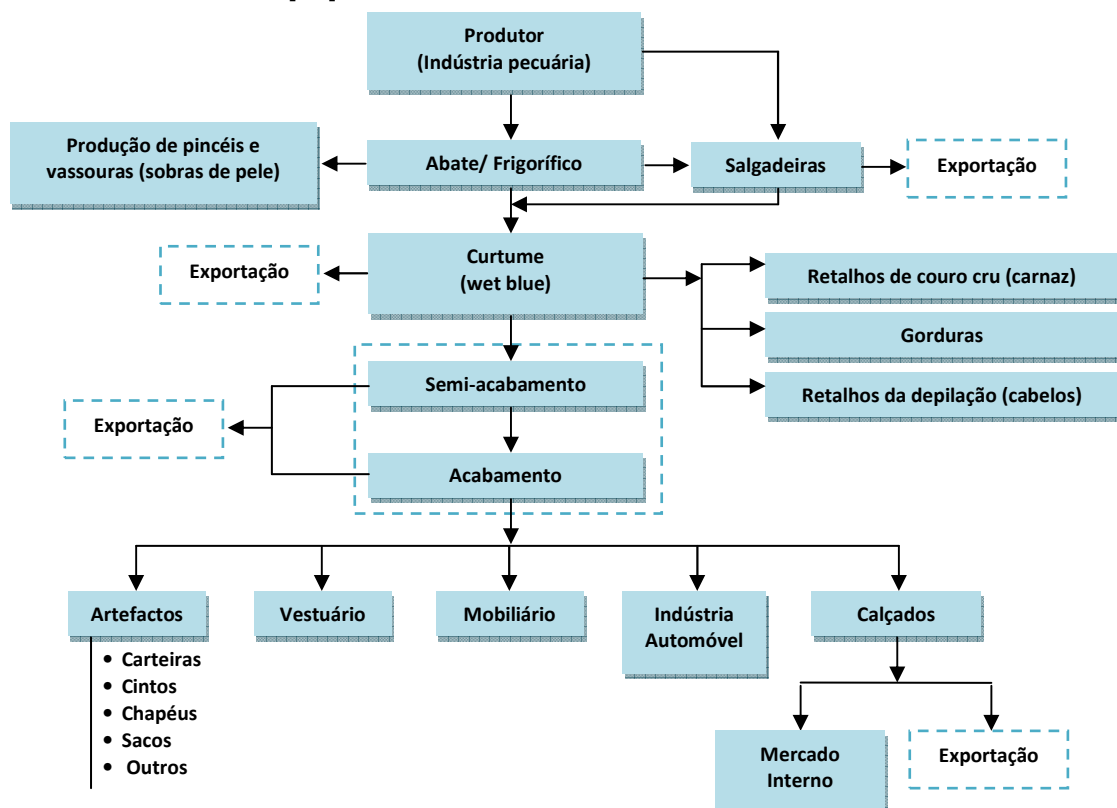 Produtor
(Indústria pecuária)
Produção de pincéis e
vassouras (sobras de pele)
Abate/ Frigorífico
Salgadeiras
Exportação
Exportação
Curtume
(wet blue)
Retalhos de couro cru (carnaz)
Gorduras
Retalhos da depilação (cabelos)
Semi-acabamento
Exportação
Acabamento
Artefactos
Vestuário
Mobiliário
Indústria
Automóvel
Calçados
• Carteiras
• Cintos
• Chapéus
• Sacos
• Outros
Mercado
Interno
Exportação